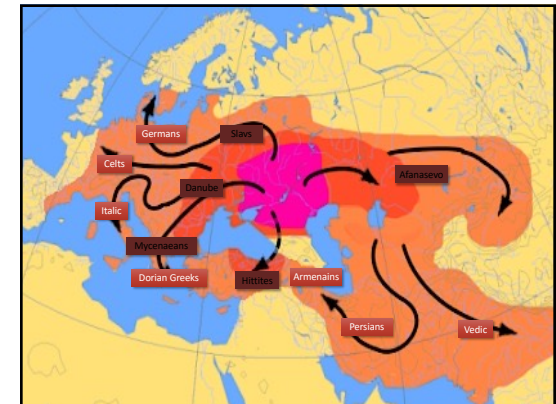 Germans
Slavs
Celts
Afanasevo
Danube
Italic
Mycenaeans
Dorian Greeks
Hittites
Armenains
Persians
Vedic